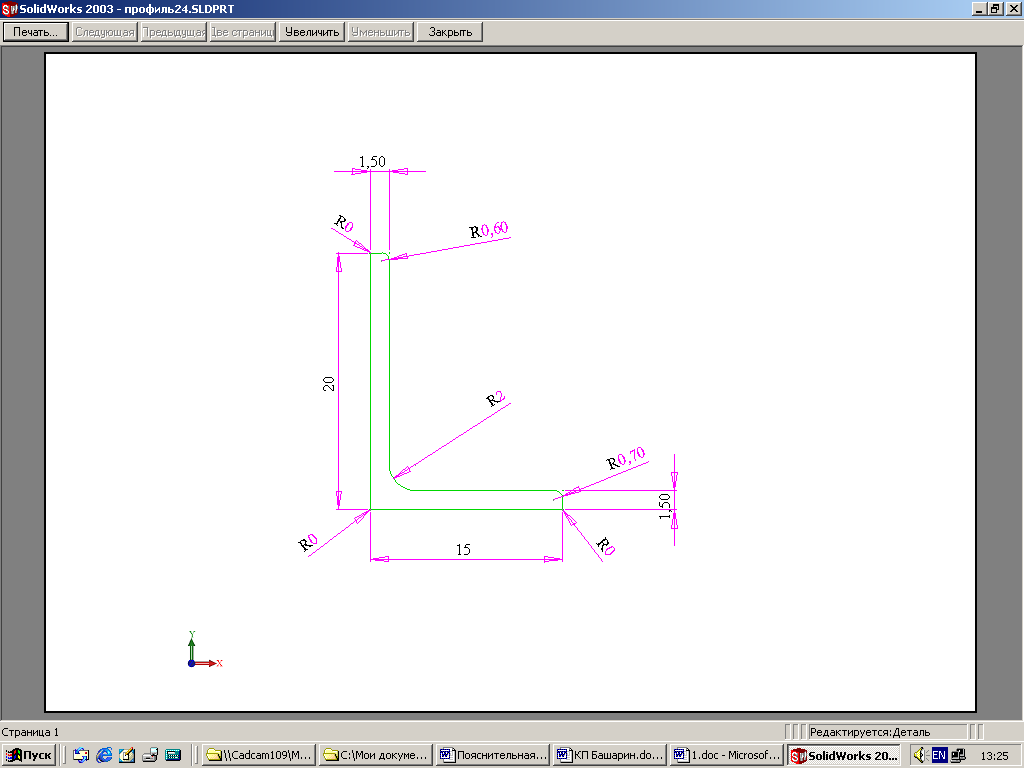 SolidWorks 2003 - профиль24.SLDPRT
Печать...
Следующая
Предыдущая
Две страниц
Увеличить
Уменьшить
Закрыть
1,50
R0
R0,60
20
R2
R0,70
1,50
R0
R0
15
Y
X
Страница 1
Редактируется:Деталь
Пуск
\\Cadcam109\M...
C:\Мои докуме...
Пояснительная...
КП Башарин.do...
1.doc - Microsof...
SolidWorks 20...
EN
13:25